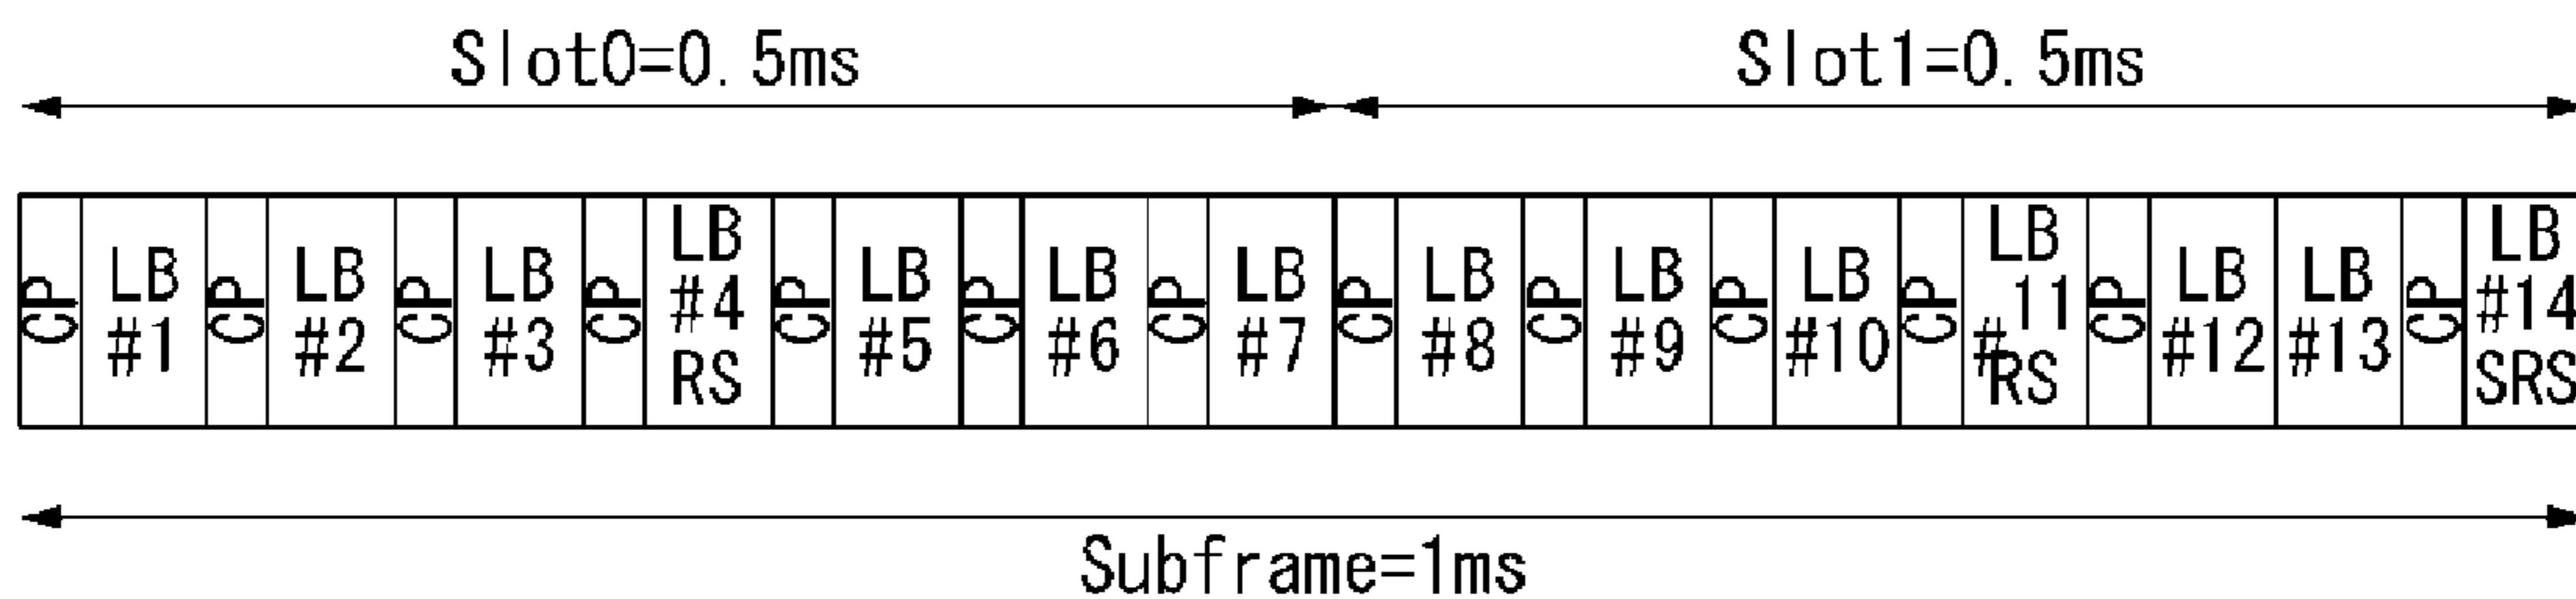 Slot0=0.5ms Slot1=0.5ms
CP LB #1 CP LB #2 CP LB #3 CP LB #4 RS CP LB #5 CP LB #6 CP LB #7 CP LB #8 CP LB #9 CP LB #10 CP LB #11 RS CP LB #12 LB #13 CP LB #14 SRS
Subframe=1ms